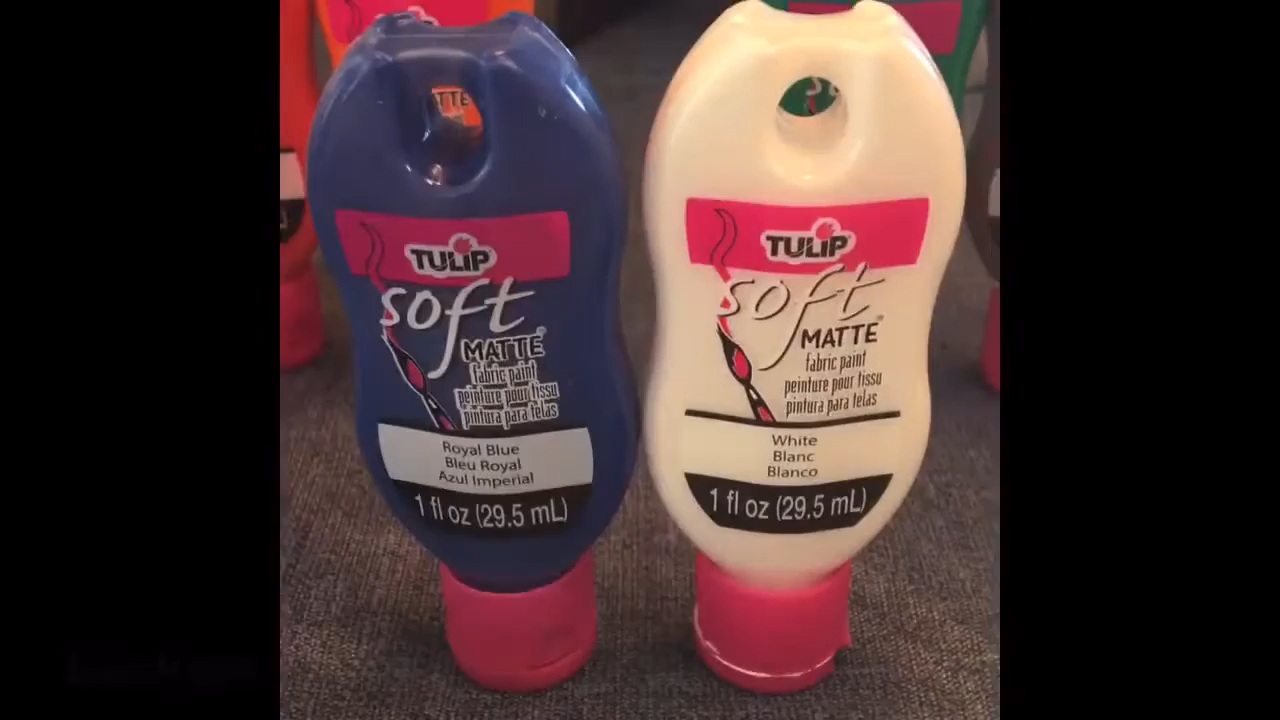 TULIP
MATTE
TULIP
soft
MATTE
fabric paint
peinture pour tissu
pintura para telas
Royal Blue
Bleu Royal
Azul Imperial
1 fl oz (29.5 mL)
TULIP
soft
MATTE
fabric paint
peinture pour tissu
pintura para telas
White
Blanc
Blanco
1 fl oz (29.5 mL)